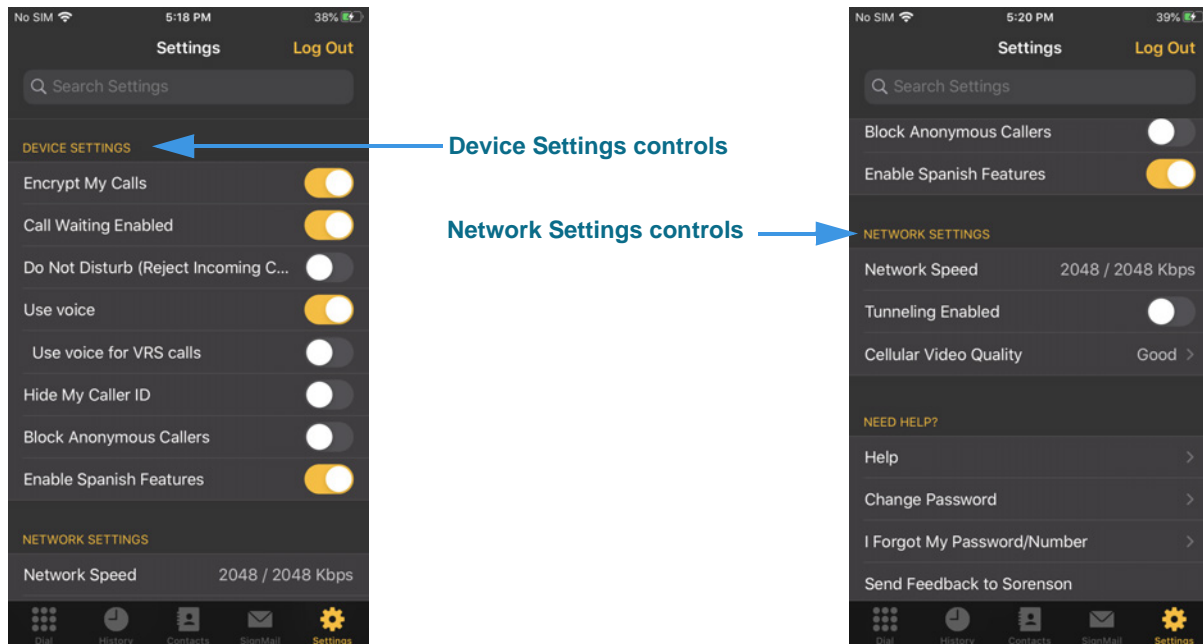 No SIM 5:18 PM 38%
Settings Log Out
Search Settings
DEVICE SETTINGS
Encrypt My Calls
Call Waiting Enabled
Do Not Disturb (Reject Incoming C...
Use voice
Use voice for VRS calls
Hide My Caller ID
Block Anonymous Callers
Enable Spanish Features
NETWORK SETTINGS
Network Speed 2048 / 2048 Kbps
Dial History Contacts SignMail Settings
Device Settings controls
Network Settings controls
No SIM 5:20 PM 39%
Settings Log Out
Search Settings
Block Anonymous Callers
Enable Spanish Features
NETWORK SETTINGS
Network Speed 2048 / 2048 Kbps
Tunneling Enabled
Cellular Video Quality Good
NEED HELP?
Help
Change Password
I Forgot My Password/Number
Send Feedback to Sorenson
Dial History Contacts SignMail Settings